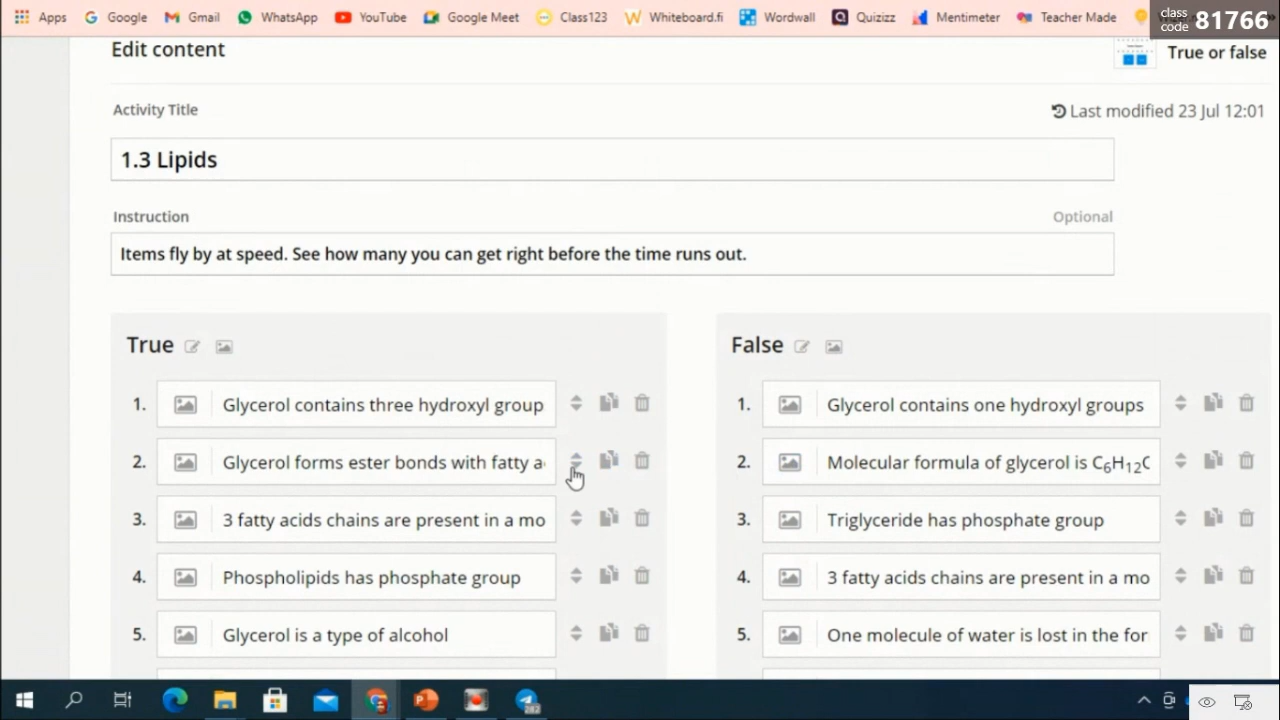 Apps Google Gmail WhatsApp YouTube Google Meet Class123 Whiteboard.fi Wordwall Quizizz Mentimeter Teacher Made
class code 81766
Edit content
True or false
Activity Title
Last modified 23 Jul 12:01
1.3 Lipids
Instruction
Optional
Items fly by at speed. See how many you can get right before the time runs out.
True
1. Glycerol contains three hydroxyl group
2. Glycerol forms ester bonds with fatty a
3. 3 fatty acids chains are present in a mo
4. Phospholipids has phosphate group
5. Glycerol is a type of alcohol
False
1. Glycerol contains one hydroxyl groups
2. Molecular formula of glycerol is C₆H₁₂O
3. Triglyceride has phosphate group
4. 3 fatty acids chains are present in a mo
5. One molecule of water is lost in the for